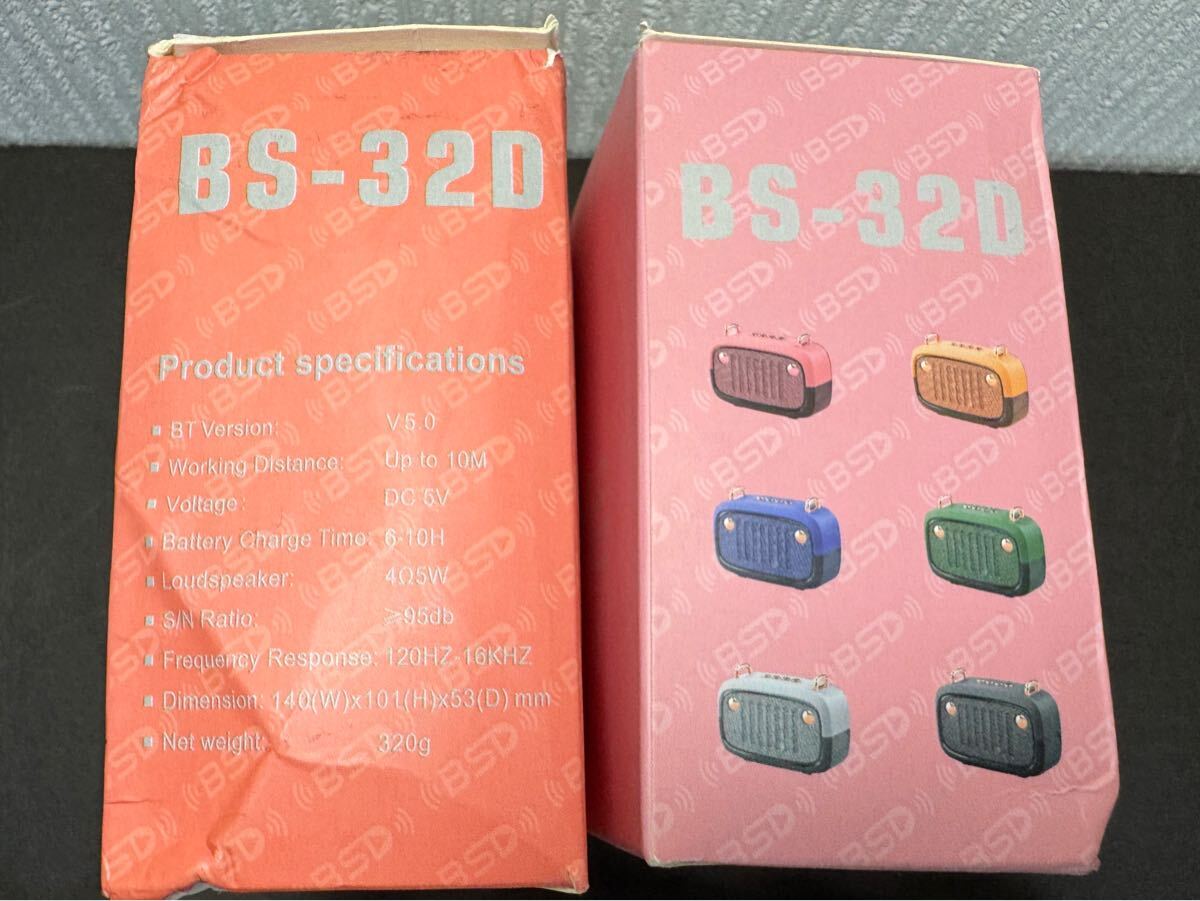 BS-32D
Product specifications
BT Version: V5.0
Working Distance: Up to 10M
Voltage: DC 5V
Battery Charge Time: 6-10H
Loudspeaker: 4Ω5W
S/N Ratio: ≥95db
Frequency Response: 120HZ-16KHZ
Dimension: 140(W)x101(H)x53(D) mm
Net weight: 320g
BS-32D
BSD